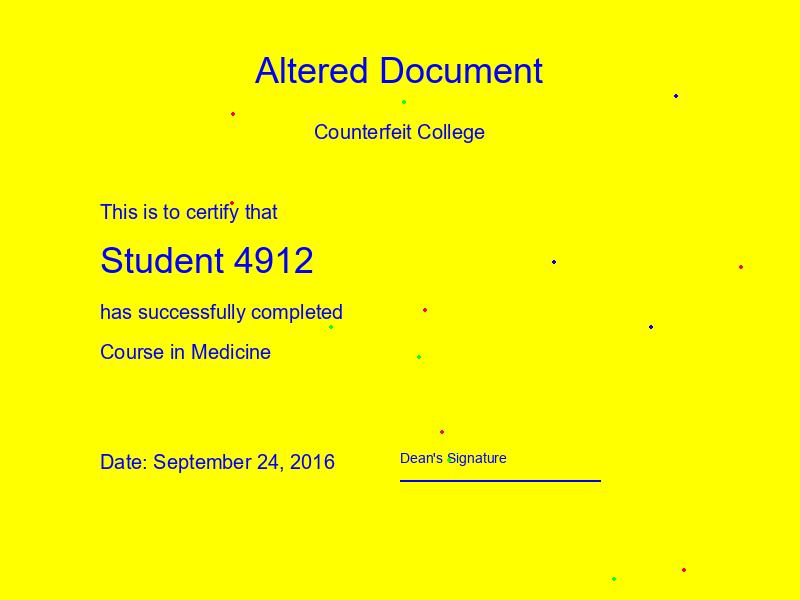 Altered Document
Counterfeit College
This is to certify that
Student 4912
has successfully completed
Course in Medicine
Date: September 24, 2016
Dean's Signature